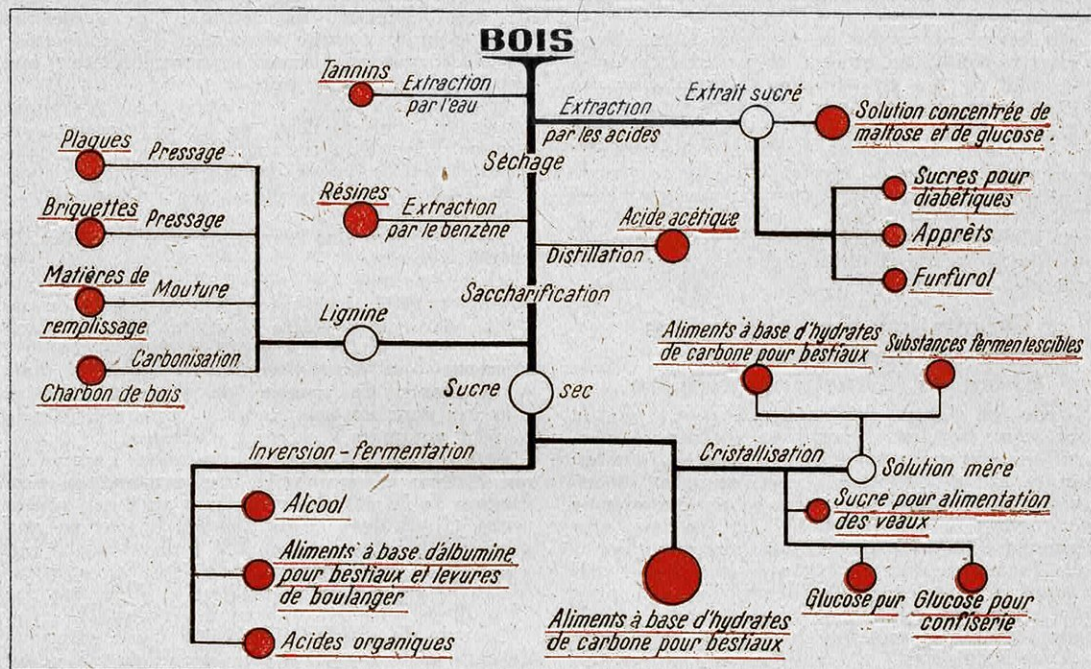 BOIS
Tannins
Extraction
par l'eau
Extraction
par les acides
Extrait sucré
Solution concentrée de
maltose et de glucose.
Sucres pour
diabétiques
Apprêts
Furfurol
Séchage
Plaques
Pressage
Briquettes
Pressage
Matières de
remplissage
Mouture
Carbonisation
Charbon de bois
Résines
Extraction
par le benzène
Acide acétique
Distillation
Saccharification
Lignine
Sucre
sec
Aliments à base d'hydrates
de carbone pour bestiaux
Substances fermentescibles
Inversion - fermentation
Cristallisation
Solution mère
Alcool
Aliments à base d'albumine
pour bestiaux et levures
de boulanger
Acides organiques
Aliments à base d'hydrates
de carbone pour bestiaux
Sucre pour alimentation
des veaux
Glucose pur
Glucose pour
confiserie